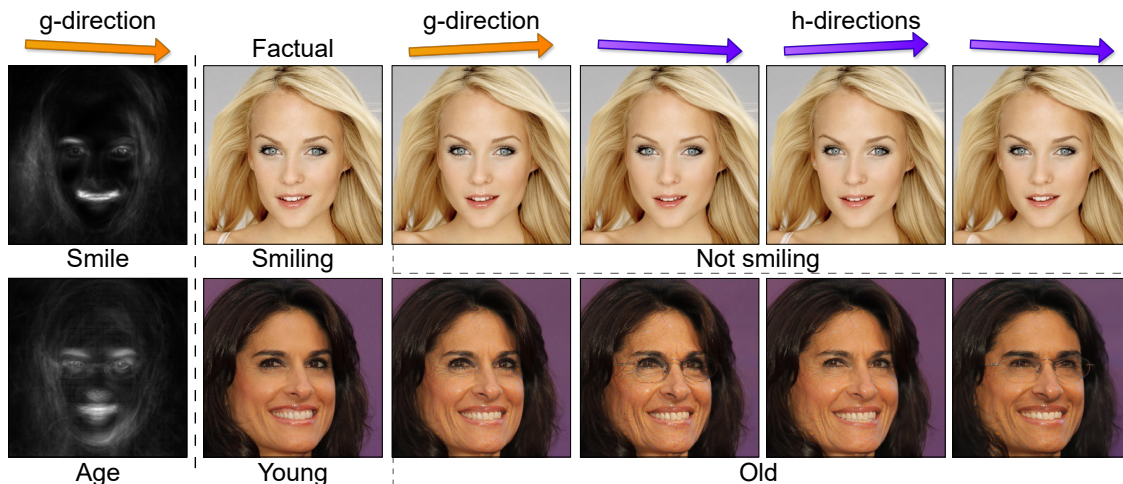 g-direction
g-direction
h-directions
Factual
Smile
Smiling
Not smiling
Age
Young
Old